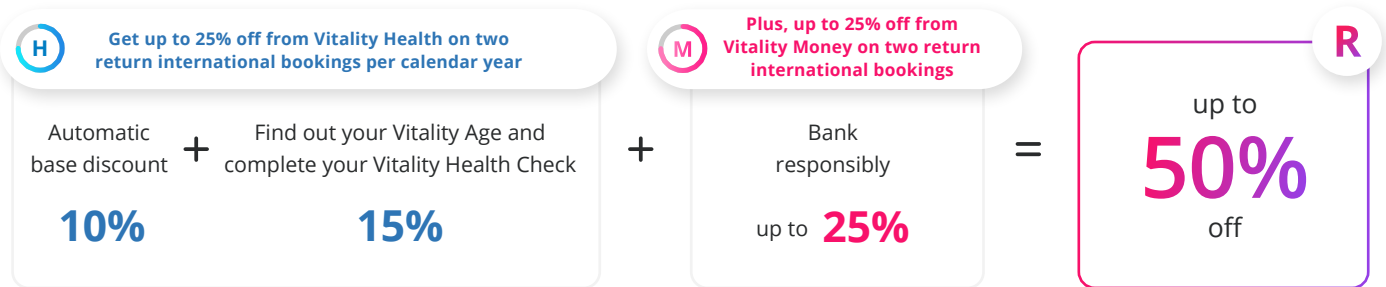 H
Get up to 25% off from Vitality Health on two
return international bookings per calendar year
Automatic
base discount
10%
+
Find out your Vitality Age and
complete your Vitality Health Check
15%
+
M
Plus, up to 25% off from
Vitality Money on two return
international bookings
Bank
responsibly
up to 25%
=
R
up to
50%
off